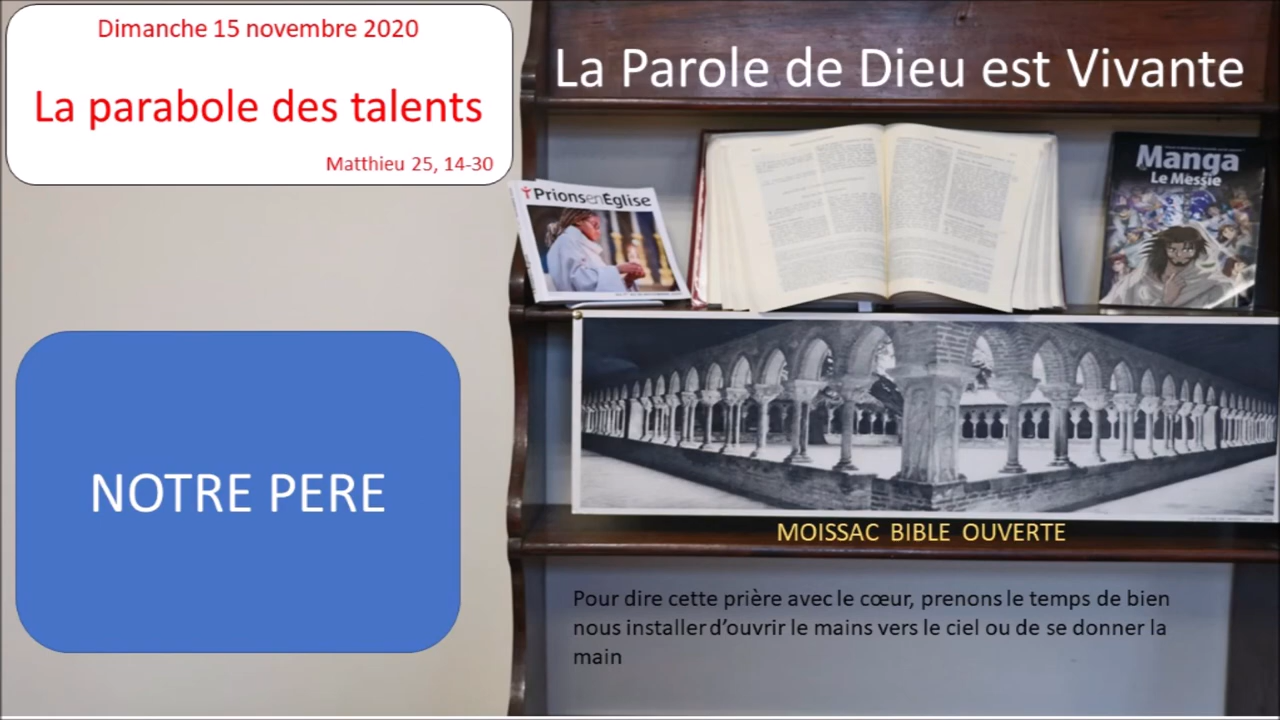 Dimanche 15 novembre 2020
La parabole des talents
Matthieu 25, 14-30
La Parole de Dieu est Vivante
PrionsenÉglise
Manga
Le Messie
NOTRE PERE
MOISSAC BIBLE OUVERTE
Pour dire cette prière avec le cœur, prenons le temps de bien
nous installer d’ouvrir le mains vers le ciel ou de se donner la
main